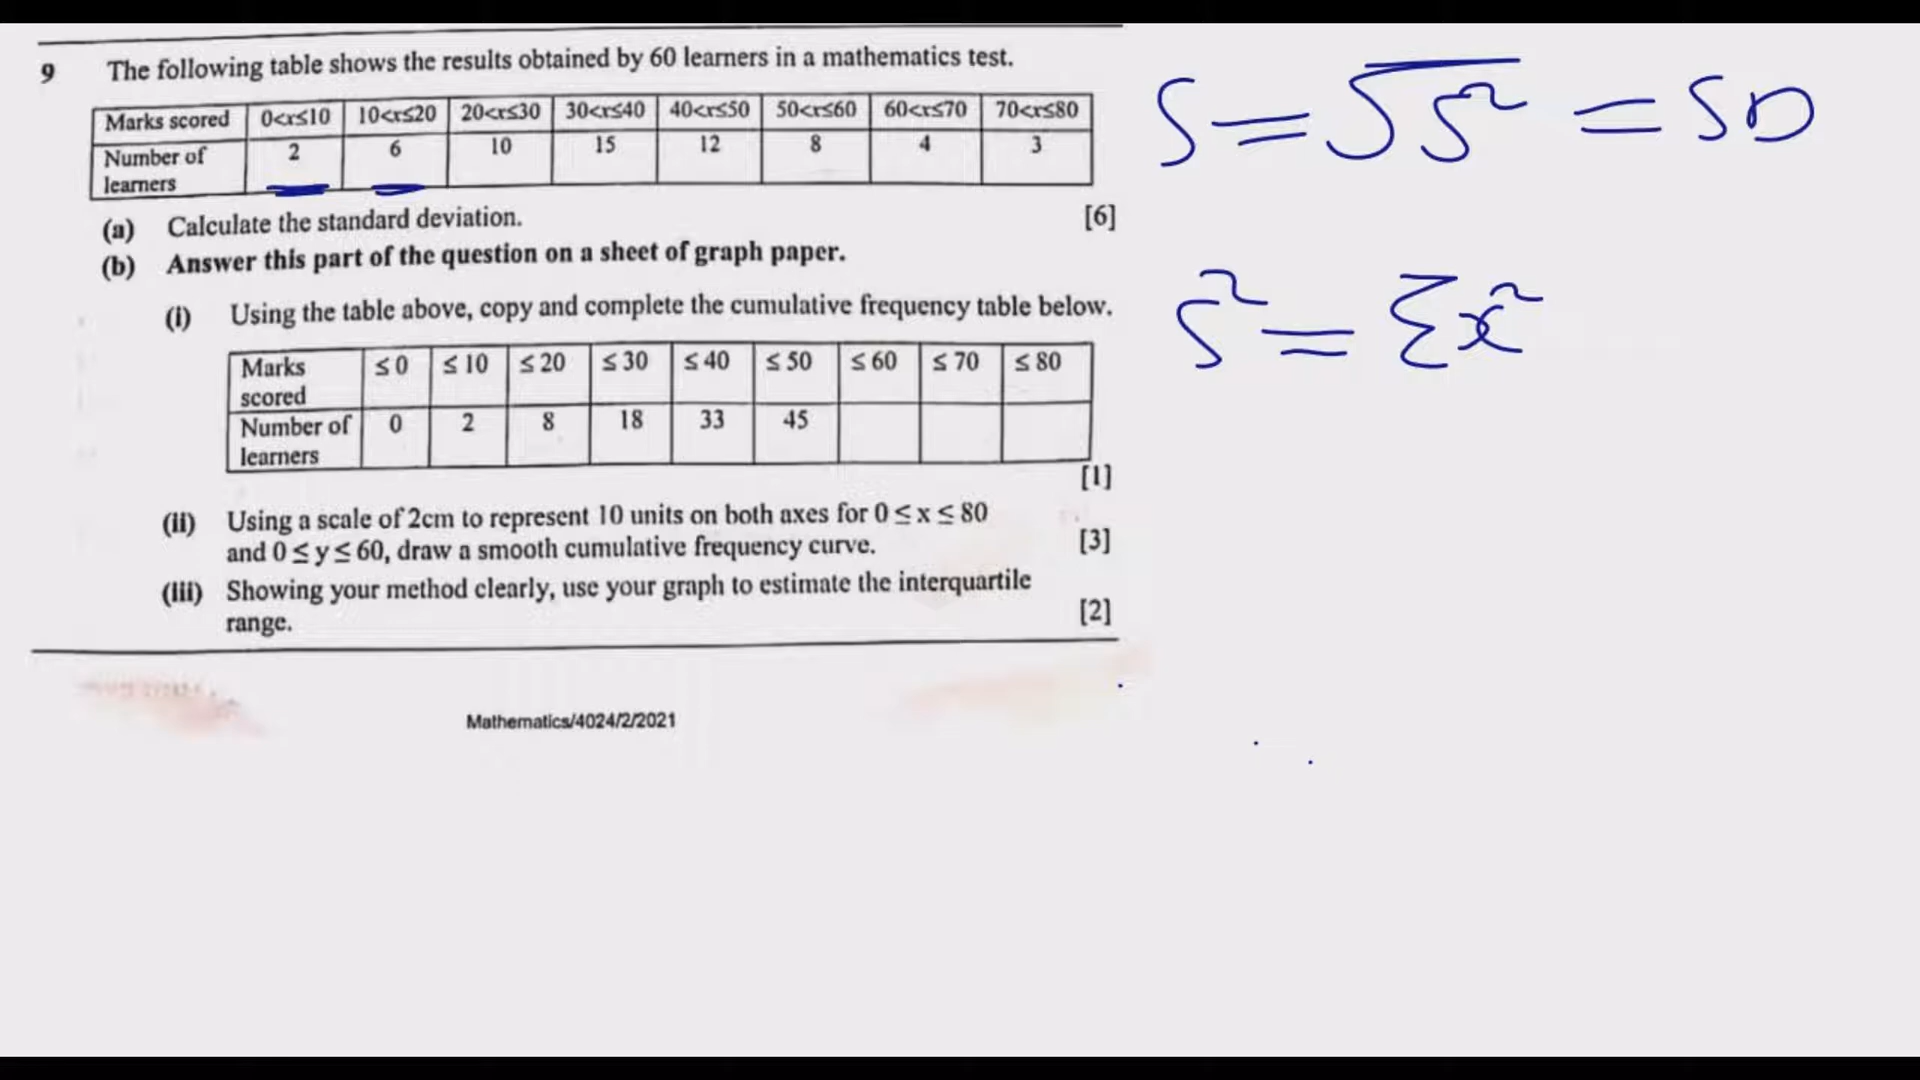 9 The following table shows the results obtained by 60 learners in a mathematics test.
Marks scored 0<x≤10 10<x≤20 20<x≤30 30<x≤40 40<x≤50 50<x≤60 60<x≤70 70<x≤80
Number of learners 2 6 10 15 12 8 4 3
(a) Calculate the standard deviation. [6]
(b) Answer this part of the question on a sheet of graph paper.
(i) Using the table above, copy and complete the cumulative frequency table below.
Marks scored ≤ 0 ≤ 10 ≤ 20 ≤ 30 ≤ 40 ≤ 50 ≤ 60 ≤ 70 ≤ 80
Number of learners 0 2 8 18 33 45
[1]
(ii) Using a scale of 2cm to represent 10 units on both axes for 0 ≤ x ≤ 80
and 0 ≤ y ≤ 60, draw a smooth cumulative frequency curve. [3]
(iii) Showing your method clearly, use your graph to estimate the interquartile
range. [2]
Mathematics/4024/2/2021
S = √S² = SD
S² = Σx²